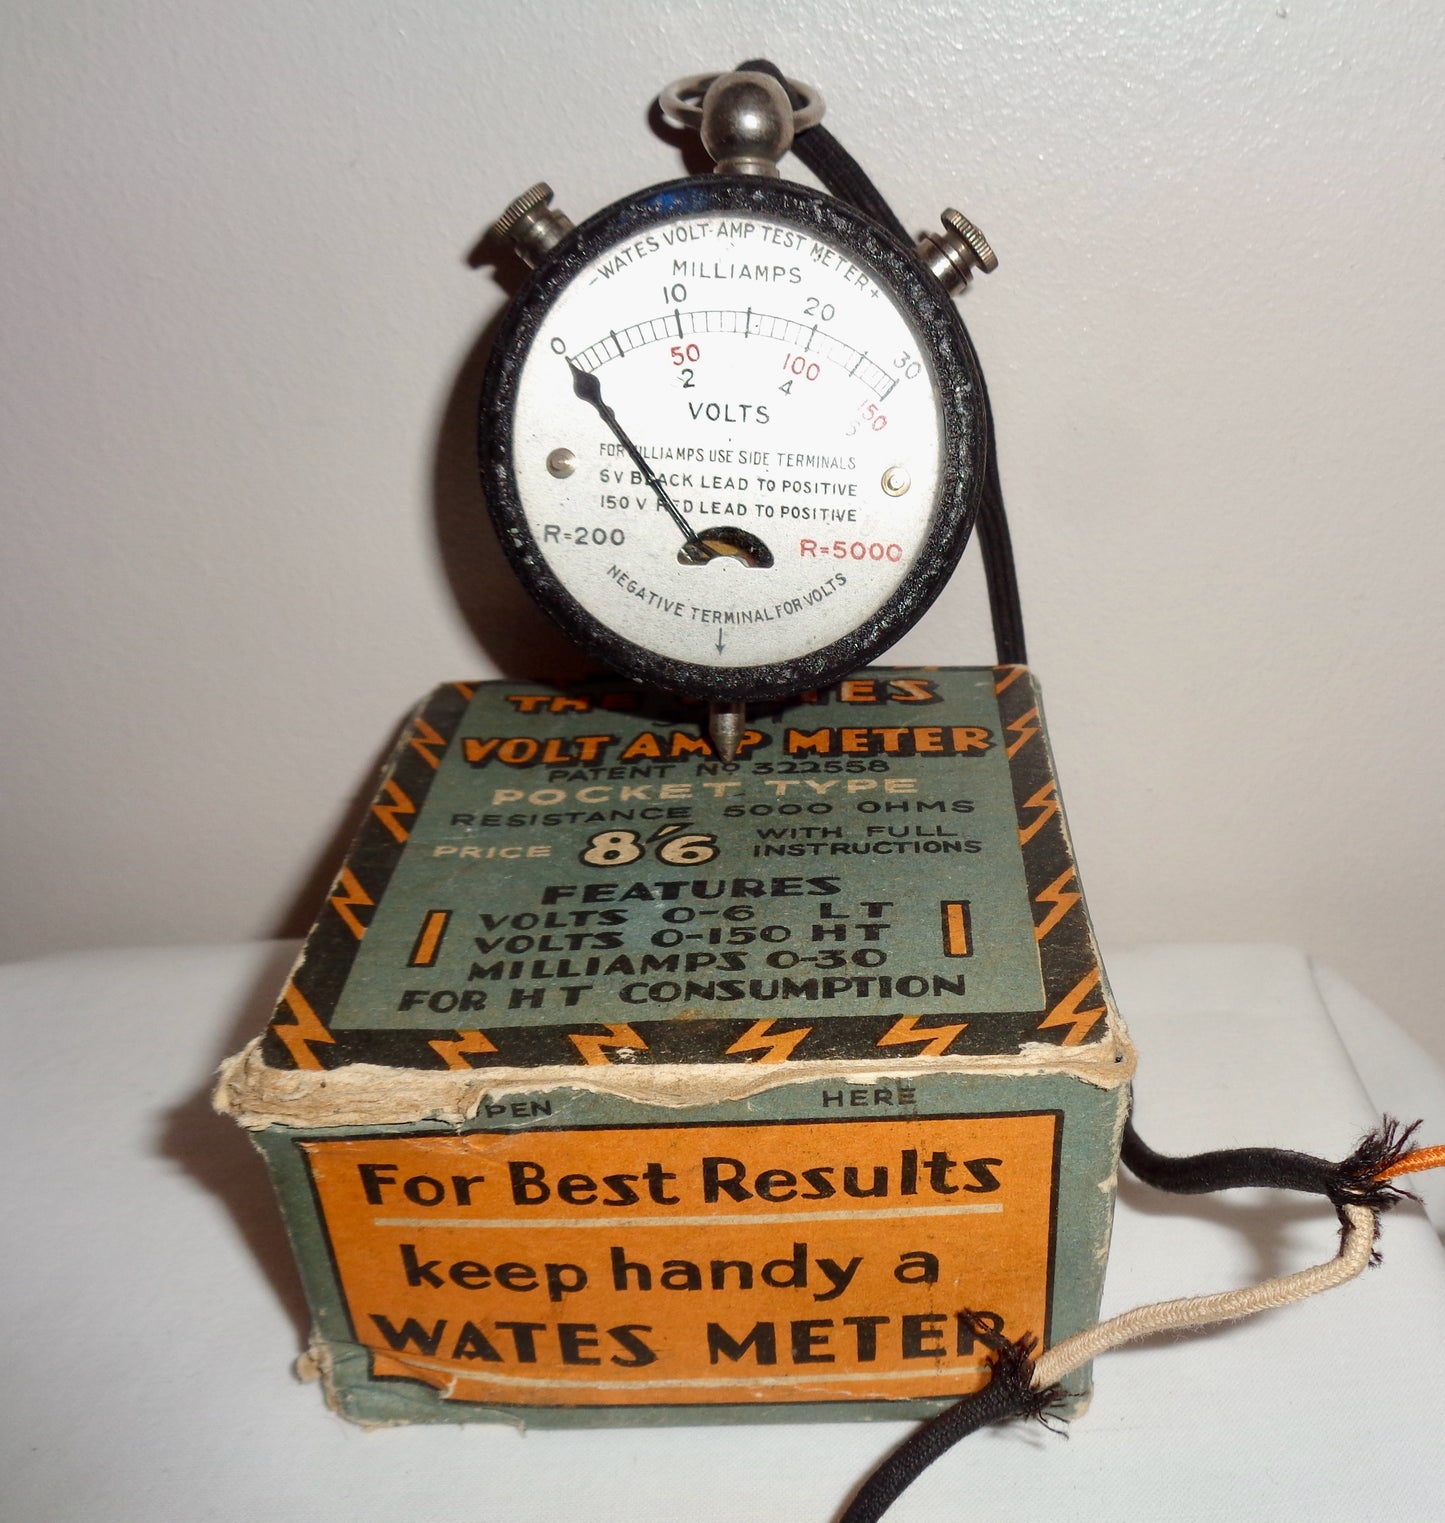 -WATES VOLT-AMP TEST METER+
MILLIAMPS
0 10 20 30
50 100 150
2 4
VOLTS
FOR MILLIAMPS USE SIDE TERMINALS
6V BLACK LEAD TO POSITIVE
150 V RED LEAD TO POSITIVE
R=200 R=5000
NEGATIVE TERMINAL FOR VOLTS
THE WATES
VOLT AMP METER
PATENT No 322558
POCKET TYPE
RESISTANCE 5000 OHMS
PRICE 8'6 WITH FULL
INSTRUCTIONS
FEATURES
VOLTS 0-6 LT
VOLTS 0-150 HT
MILLIAMPS 0-30
FOR HT CONSUMPTION
PEN HERE
For Best Results
keep handy a
WATES METER